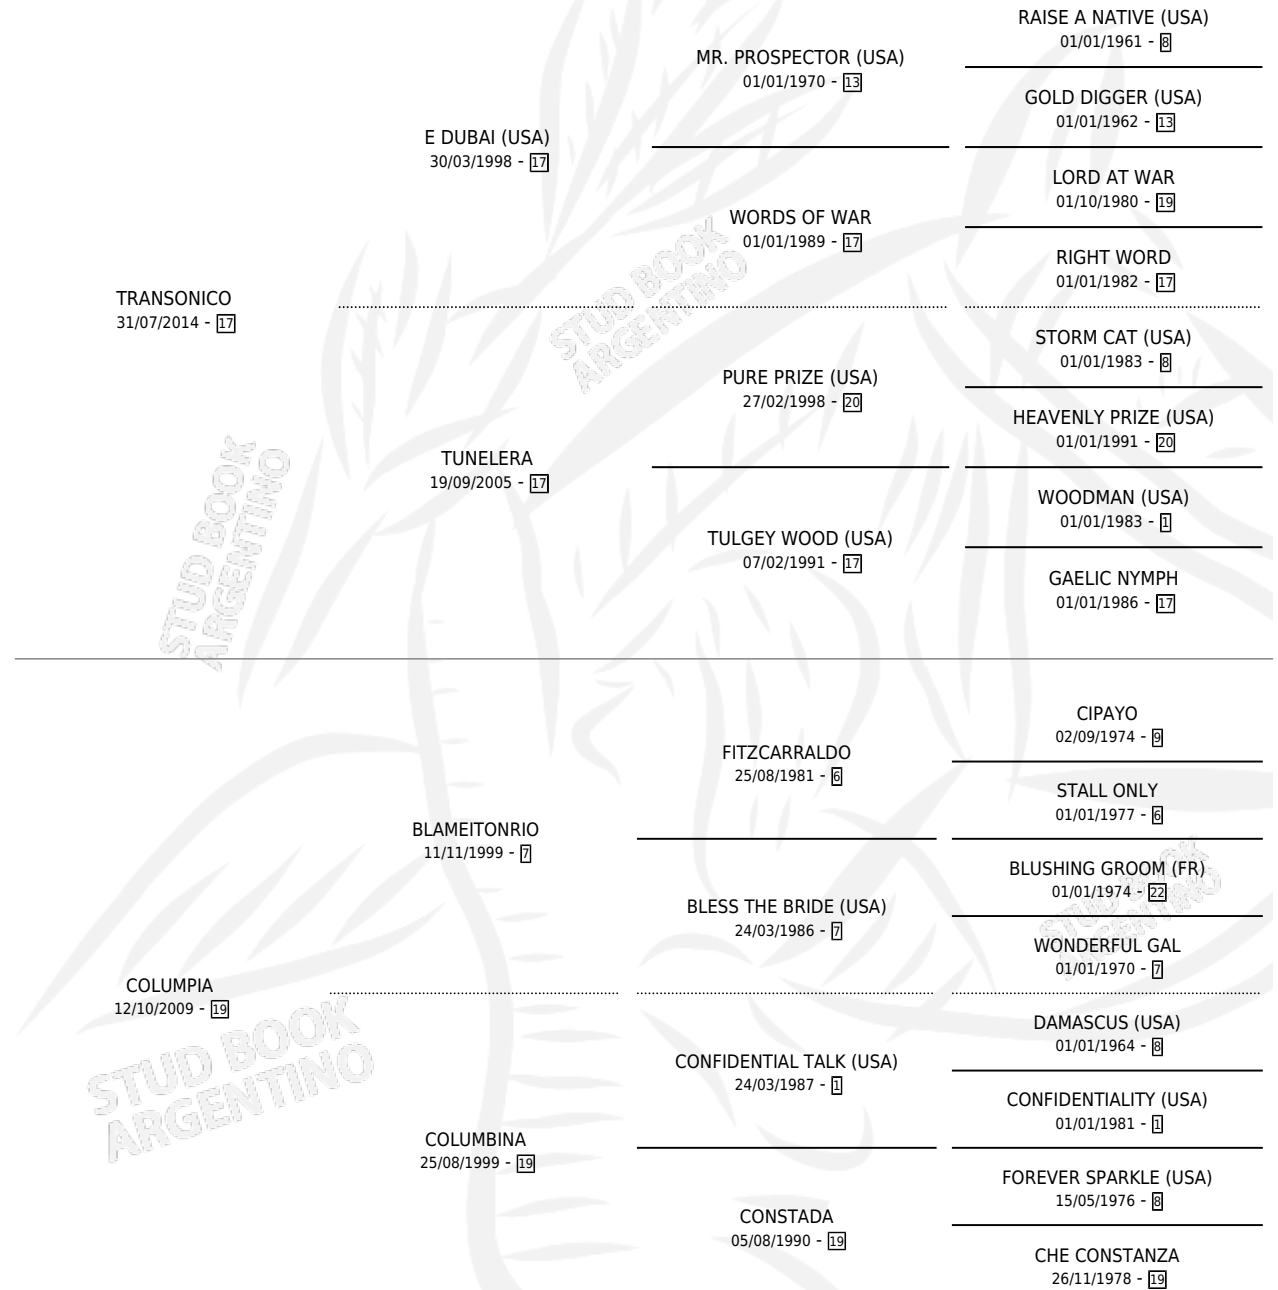 RAISE A NATIVE (USA)
01/01/1961 - 8
MR. PROSPECTOR (USA)
01/01/1970 - 13
GOLD DIGGER (USA)
01/01/1962 - 13
E DUBAI (USA)
30/03/1998 - 17
LORD AT WAR
01/10/1980 - 19
WORDS OF WAR
01/01/1989 - 17
RIGHT WORD
01/01/1982 - 17
TRANSONICO
31/07/2014 - 17
STORM CAT (USA)
01/01/1983 - 8
PURE PRIZE (USA)
27/02/1998 - 20
HEAVENLY PRIZE (USA)
01/01/1991 - 20
TUNELERA
19/09/2005 - 17
WOODMAN (USA)
01/01/1983 - 1
TULGEY WOOD (USA)
07/02/1991 - 17
GAELIC NYMPH
01/01/1986 - 17
STUD BOOK
ARGENTINO
STUD BOOK
ARGENTINO
CIPAYO
02/09/1974 - 9
FITZCARRALDO
25/08/1981 - 6
STALL ONLY
01/01/1977 - 6
BLAMEITONRIO
11/11/1999 - 7
BLUSHING GROOM (FR)
01/01/1974 - 22
BLESS THE BRIDE (USA)
24/03/1986 - 7
WONDERFUL GAL
01/01/1970 - 7
COLUMPIA
12/10/2009 - 19
DAMASCUS (USA)
01/01/1964 - 8
CONFIDENTIAL TALK (USA)
24/03/1987 - 1
CONFIDENTIALITY (USA)
01/01/1981 - 1
COLUMBINA
25/08/1999 - 19
FOREVER SPARKLE (USA)
15/05/1976 - 8
CONSTADA
05/08/1990 - 19
CHE CONSTANZA
26/11/1978 - 19
STUD BOOK
ARGENTINO
STUD BOOK
ARGENTINO